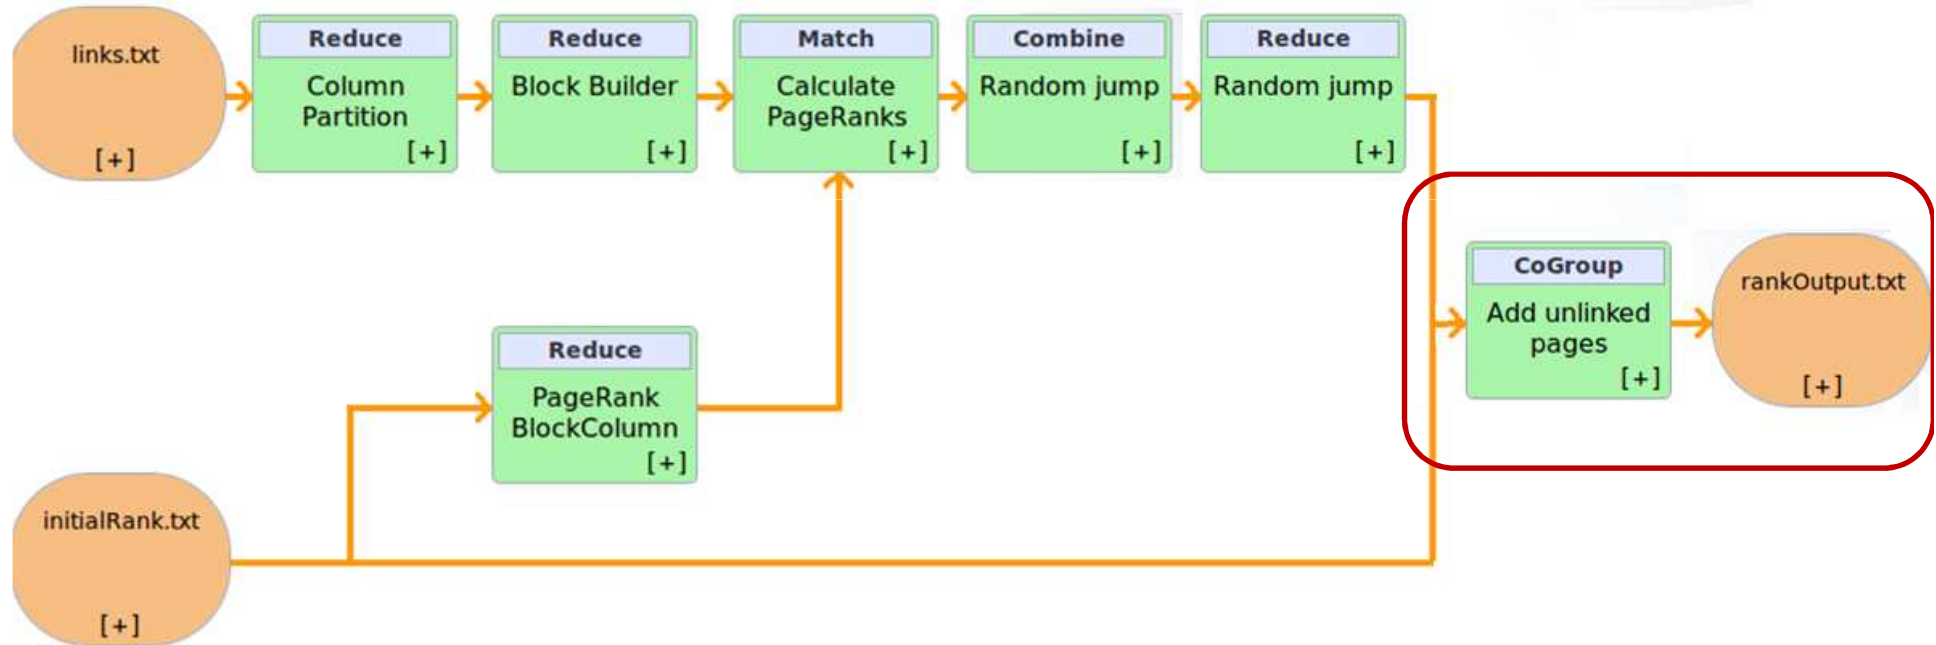 links.txt
[+]
Reduce
Column
Partition
[+]
Reduce
Block Builder
[+]
Match
Calculate
PageRanks
[+]
Combine
Random jump
[+]
Reduce
Random jump
[+]
CoGroup
Add unlinked
pages
[+]
rankOutput.txt
[+]
Reduce
PageRank
BlockColumn
[+]
initialRank.txt
[+]